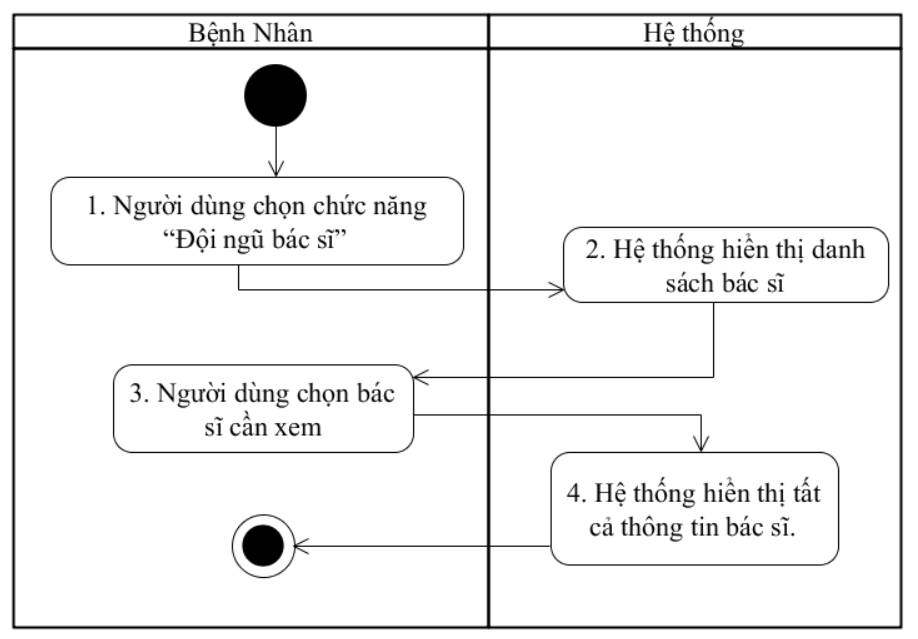 Bệnh Nhân
Hệ thống
1. Người dùng chọn chức năng
“Đội ngũ bác sĩ”
2. Hệ thống hiển thị danh
sách bác sĩ
3. Người dùng chọn bác
sĩ cần xem
4. Hệ thống hiển thị tất
cả thông tin bác sĩ.